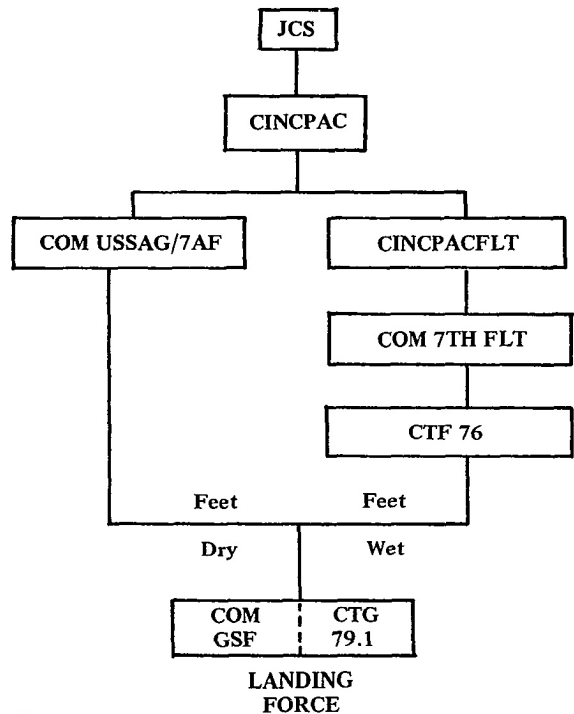 JCS
CINCPAC
COM USSAG/7AF
CINCPACFLT
COM 7TH FLT
CTF 76
Feet Feet
Dry Wet
COM CTG
GSF 79.1
LANDING
FORCE